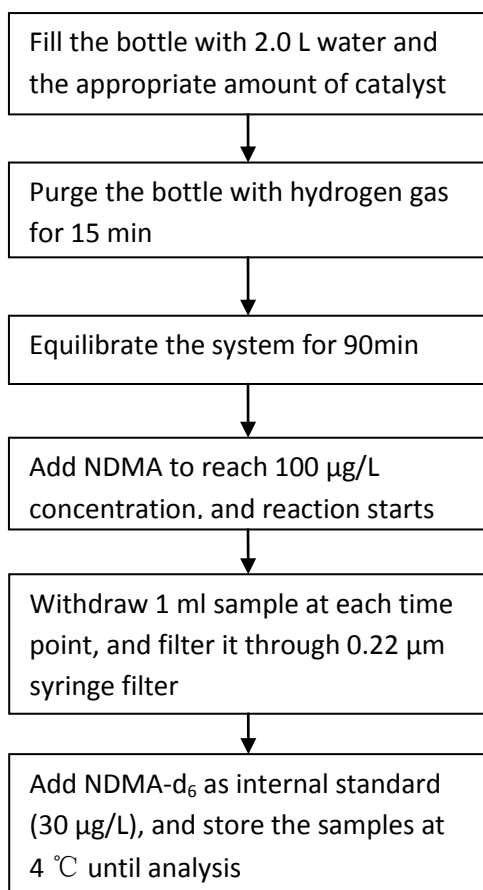 Fill the bottle with 2.0 L water and
the appropriate amount of catalyst
Purge the bottle with hydrogen gas
for 15 min
Equilibrate the system for 90min
Add NDMA to reach 100 µg/L
concentration, and reaction starts
Withdraw 1 ml sample at each time
point, and filter it through 0.22 µm
syringe filter
Add NDMA-d₆ as internal standard
(30 µg/L), and store the samples at
4 ℃ until analysis